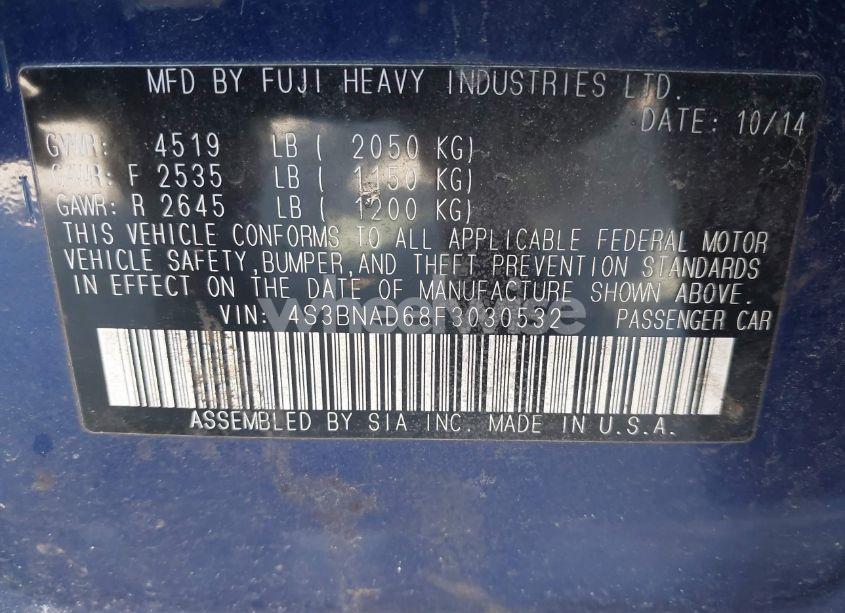 MFD BY FUJI HEAVY INDUSTRIES LTD.
DATE: 10/14
GVWR: 4519 LB ( 2050 KG)
GAWR: F 2535 LB ( 1150 KG)
GAWR: R 2645 LB ( 1200 KG)
THIS VEHICLE CONFORMS TO ALL APPLICABLE FEDERAL MOTOR
VEHICLE SAFETY,BUMPER,AND THEFT PREVENTION STANDARDS
IN EFFECT ON THE DATE OF MANUFACTURE SHOWN ABOVE.
VIN: 4S3BNAD68F3030532 PASSENGER CAR
ASSEMBLED BY SIA INC. MADE IN U.S.A.